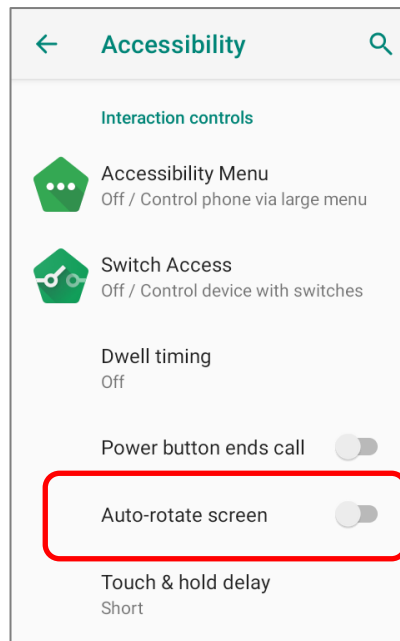 Accessibility
Interaction controls
Accessibility Menu
Off / Control phone via large menu
Switch Access
Off / Control device with switches
Dwell timing
Off
Power button ends call
Auto-rotate screen
Touch & hold delay
Short